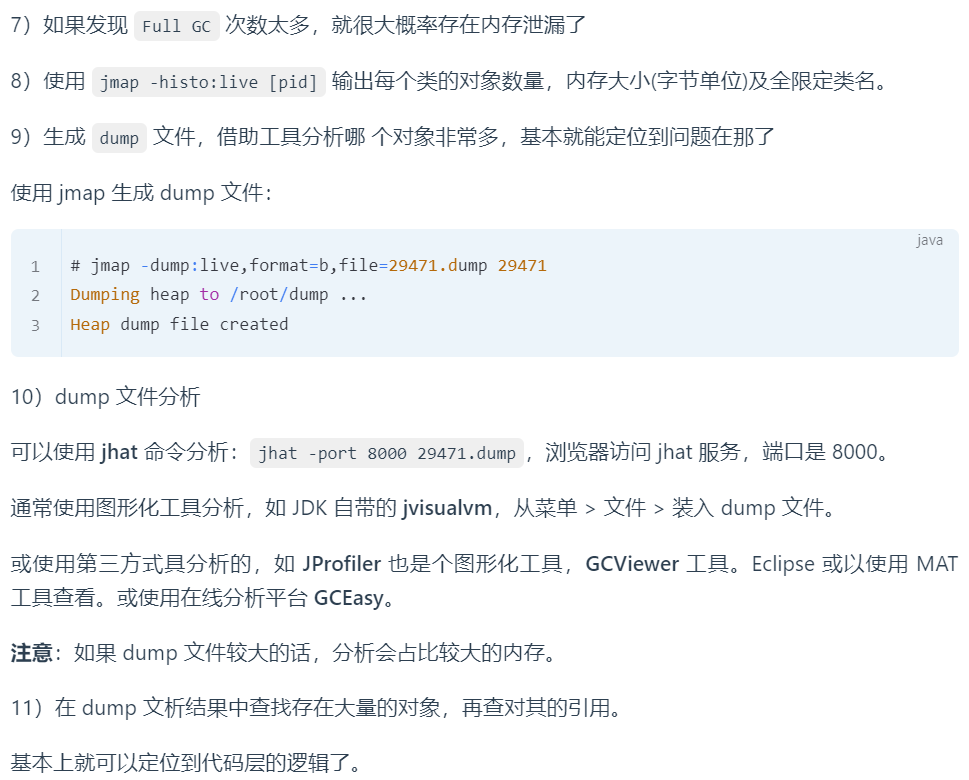 7）如果发现 Full GC 次数太多，就很大概率存在内存泄漏了
8）使用 jmap -histo:live [pid] 输出每个类的对象数量，内存大小(字节单位)及全限定类名。
9）生成 dump 文件，借助工具分析哪 个对象非常多，基本就能定位到问题在那了
使用 jmap 生成 dump 文件：
java
1 # jmap -dump:live,format=b,file=29471.dump 29471
2 Dumping heap to /root/dump ...
3 Heap dump file created
10）dump 文件分析
可以使用 jhat 命令分析：jhat -port 8000 29471.dump，浏览器访问 jhat 服务，端口是 8000。
通常使用图形化工具分析，如 JDK 自带的 jvisualvm，从菜单 > 文件 > 装入 dump 文件。
或使用第三方式具分析的，如 JProfiler 也是个图形化工具，GCViewer 工具。Eclipse 或以使用 MAT
工具查看。或使用在线分析平台 GCEasy。
注意：如果 dump 文件较大的话，分析会占比较大的内存。
11）在 dump 文析结果中查找存在大量的对象，再查对其的引用。
基本上就可以定位到代码层的逻辑了。